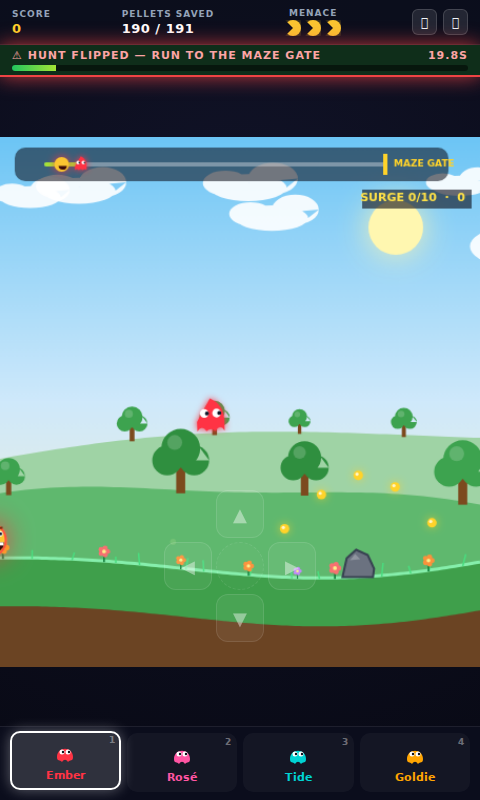 SCORE
0
PELLETS SAVED
190 / 191
MENACE
⚠ HUNT FLIPPED — RUN TO THE MAZE GATE
19.8S
MAZE GATE
SURGE 0/10 · 0
▲
◀ ▶
▼
1
Ember
2
Rosé
3
Tide
4
Goldie